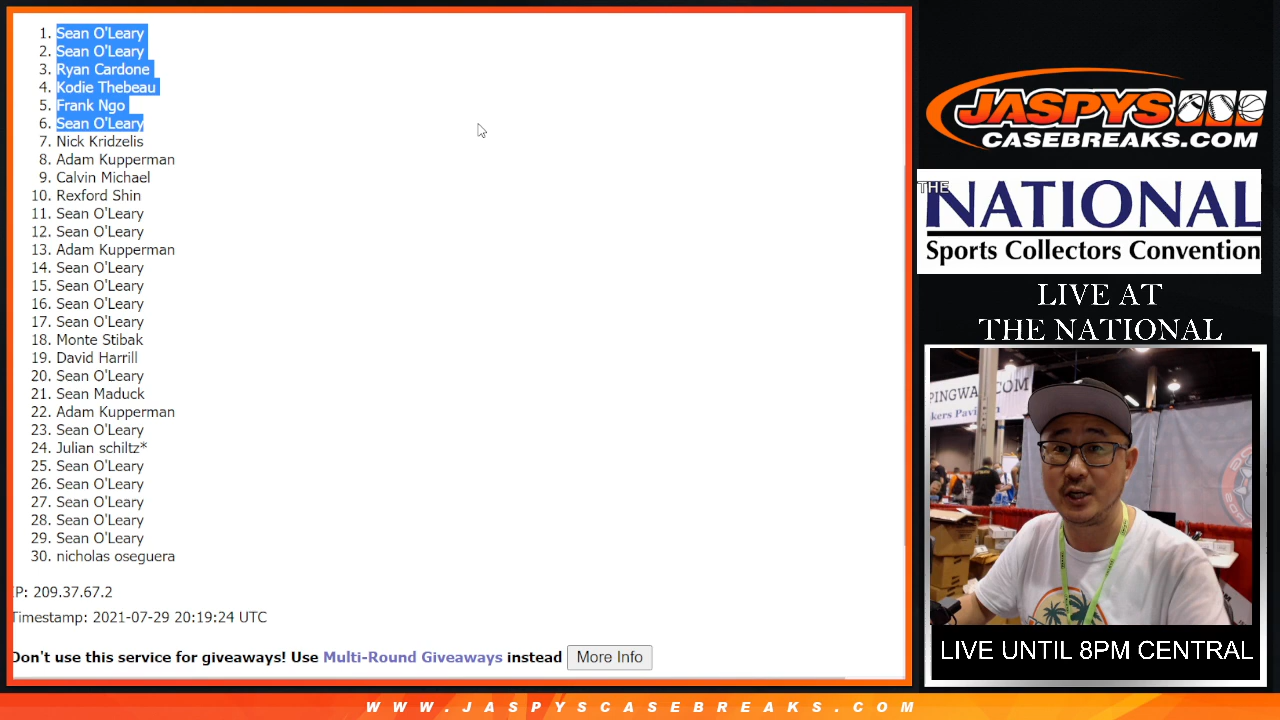 1. Sean O'Leary
2. Sean O'Leary
3. Ryan Cardone
4. Kodie Thebeau
5. Frank Ngo
6. Sean O'Leary
7. Nick Kridzelis
8. Adam Kupperman
9. Calvin Michael
10. Rexford Shin
11. Sean O'Leary
12. Sean O'Leary
13. Adam Kupperman
14. Sean O'Leary
15. Sean O'Leary
16. Sean O'Leary
17. Sean O'Leary
18. Monte Stibak
19. David Harrill
20. Sean O'Leary
21. Sean Maduck
22. Adam Kupperman
23. Sean O'Leary
24. Julian schiltz*
25. Sean O'Leary
26. Sean O'Leary
27. Sean O'Leary
28. Sean O'Leary
29. Sean O'Leary
30. nicholas oseguera
IP: 209.37.67.2
Timestamp: 2021-07-29 20:19:24 UTC
Don't use this service for giveaways! Use Multi-Round Giveaways instead More Info
JASPYS
CASEBREAKS.COM
THE
NATIONAL
Sports Collectors Convention
LIVE AT
THE NATIONAL
PINGWA .COM
kers Pavi
LIVE UNTIL 8PM CENTRAL
WWW.JASPYSCASEBREAKS.COM